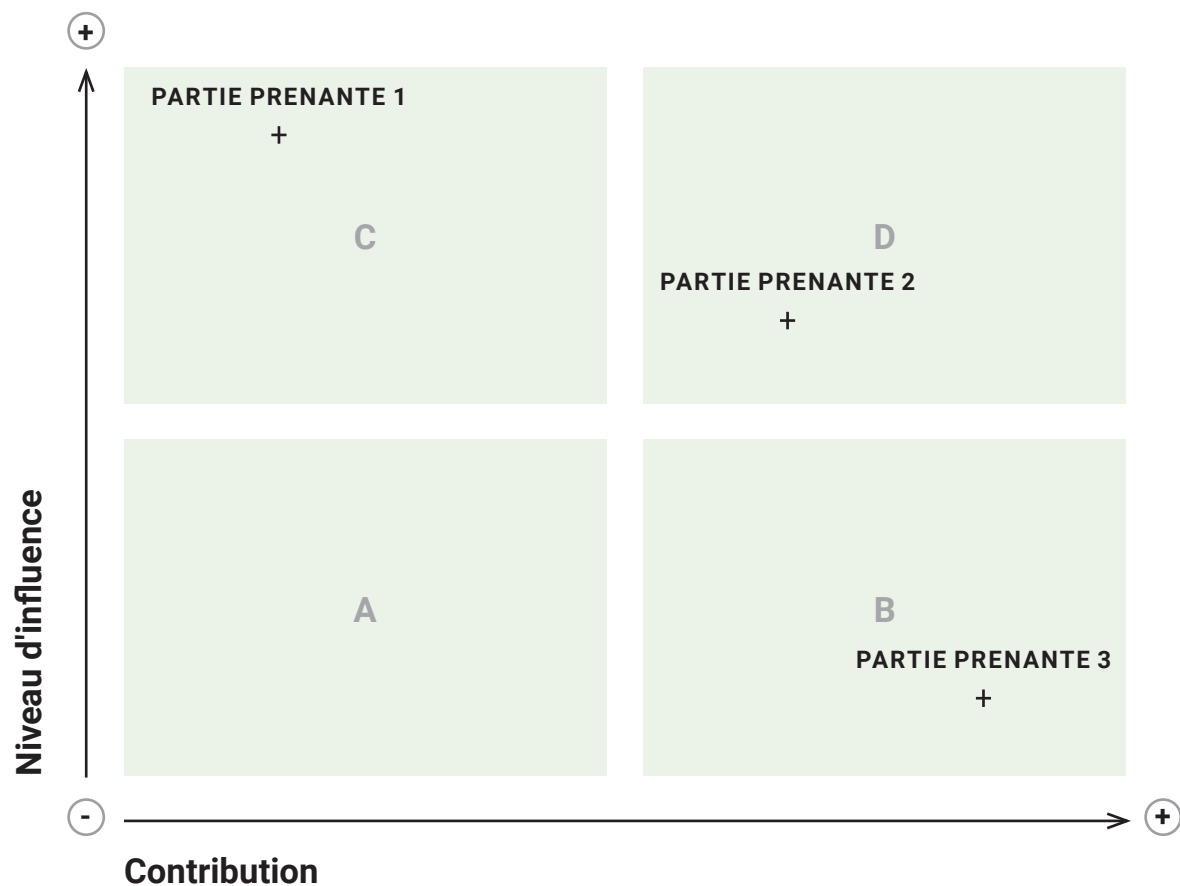 +
PARTIE PRENANTE 1
+
C
D
PARTIE PRENANTE 2
+
Niveau d'influence
A
B
PARTIE PRENANTE 3
+
-
+
Contribution